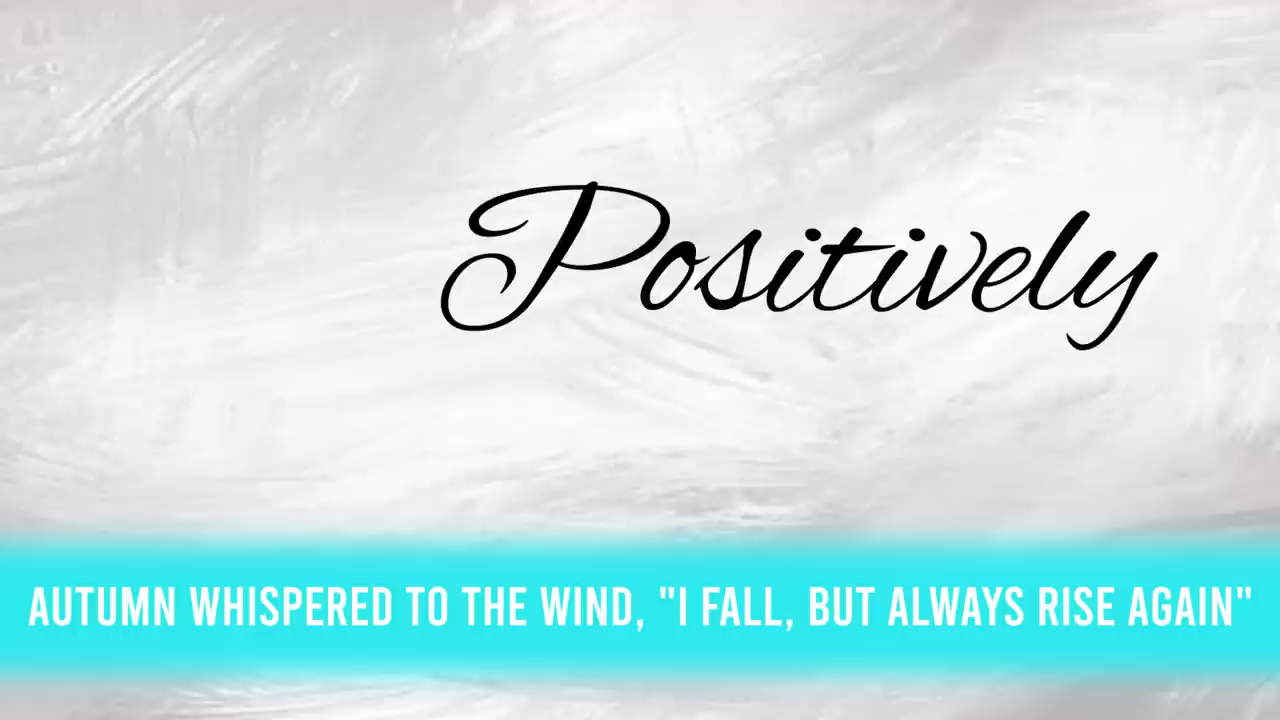 Positively
AUTUMN WHISPERED TO THE WIND, "I FALL, BUT ALWAYS RISE AGAIN"